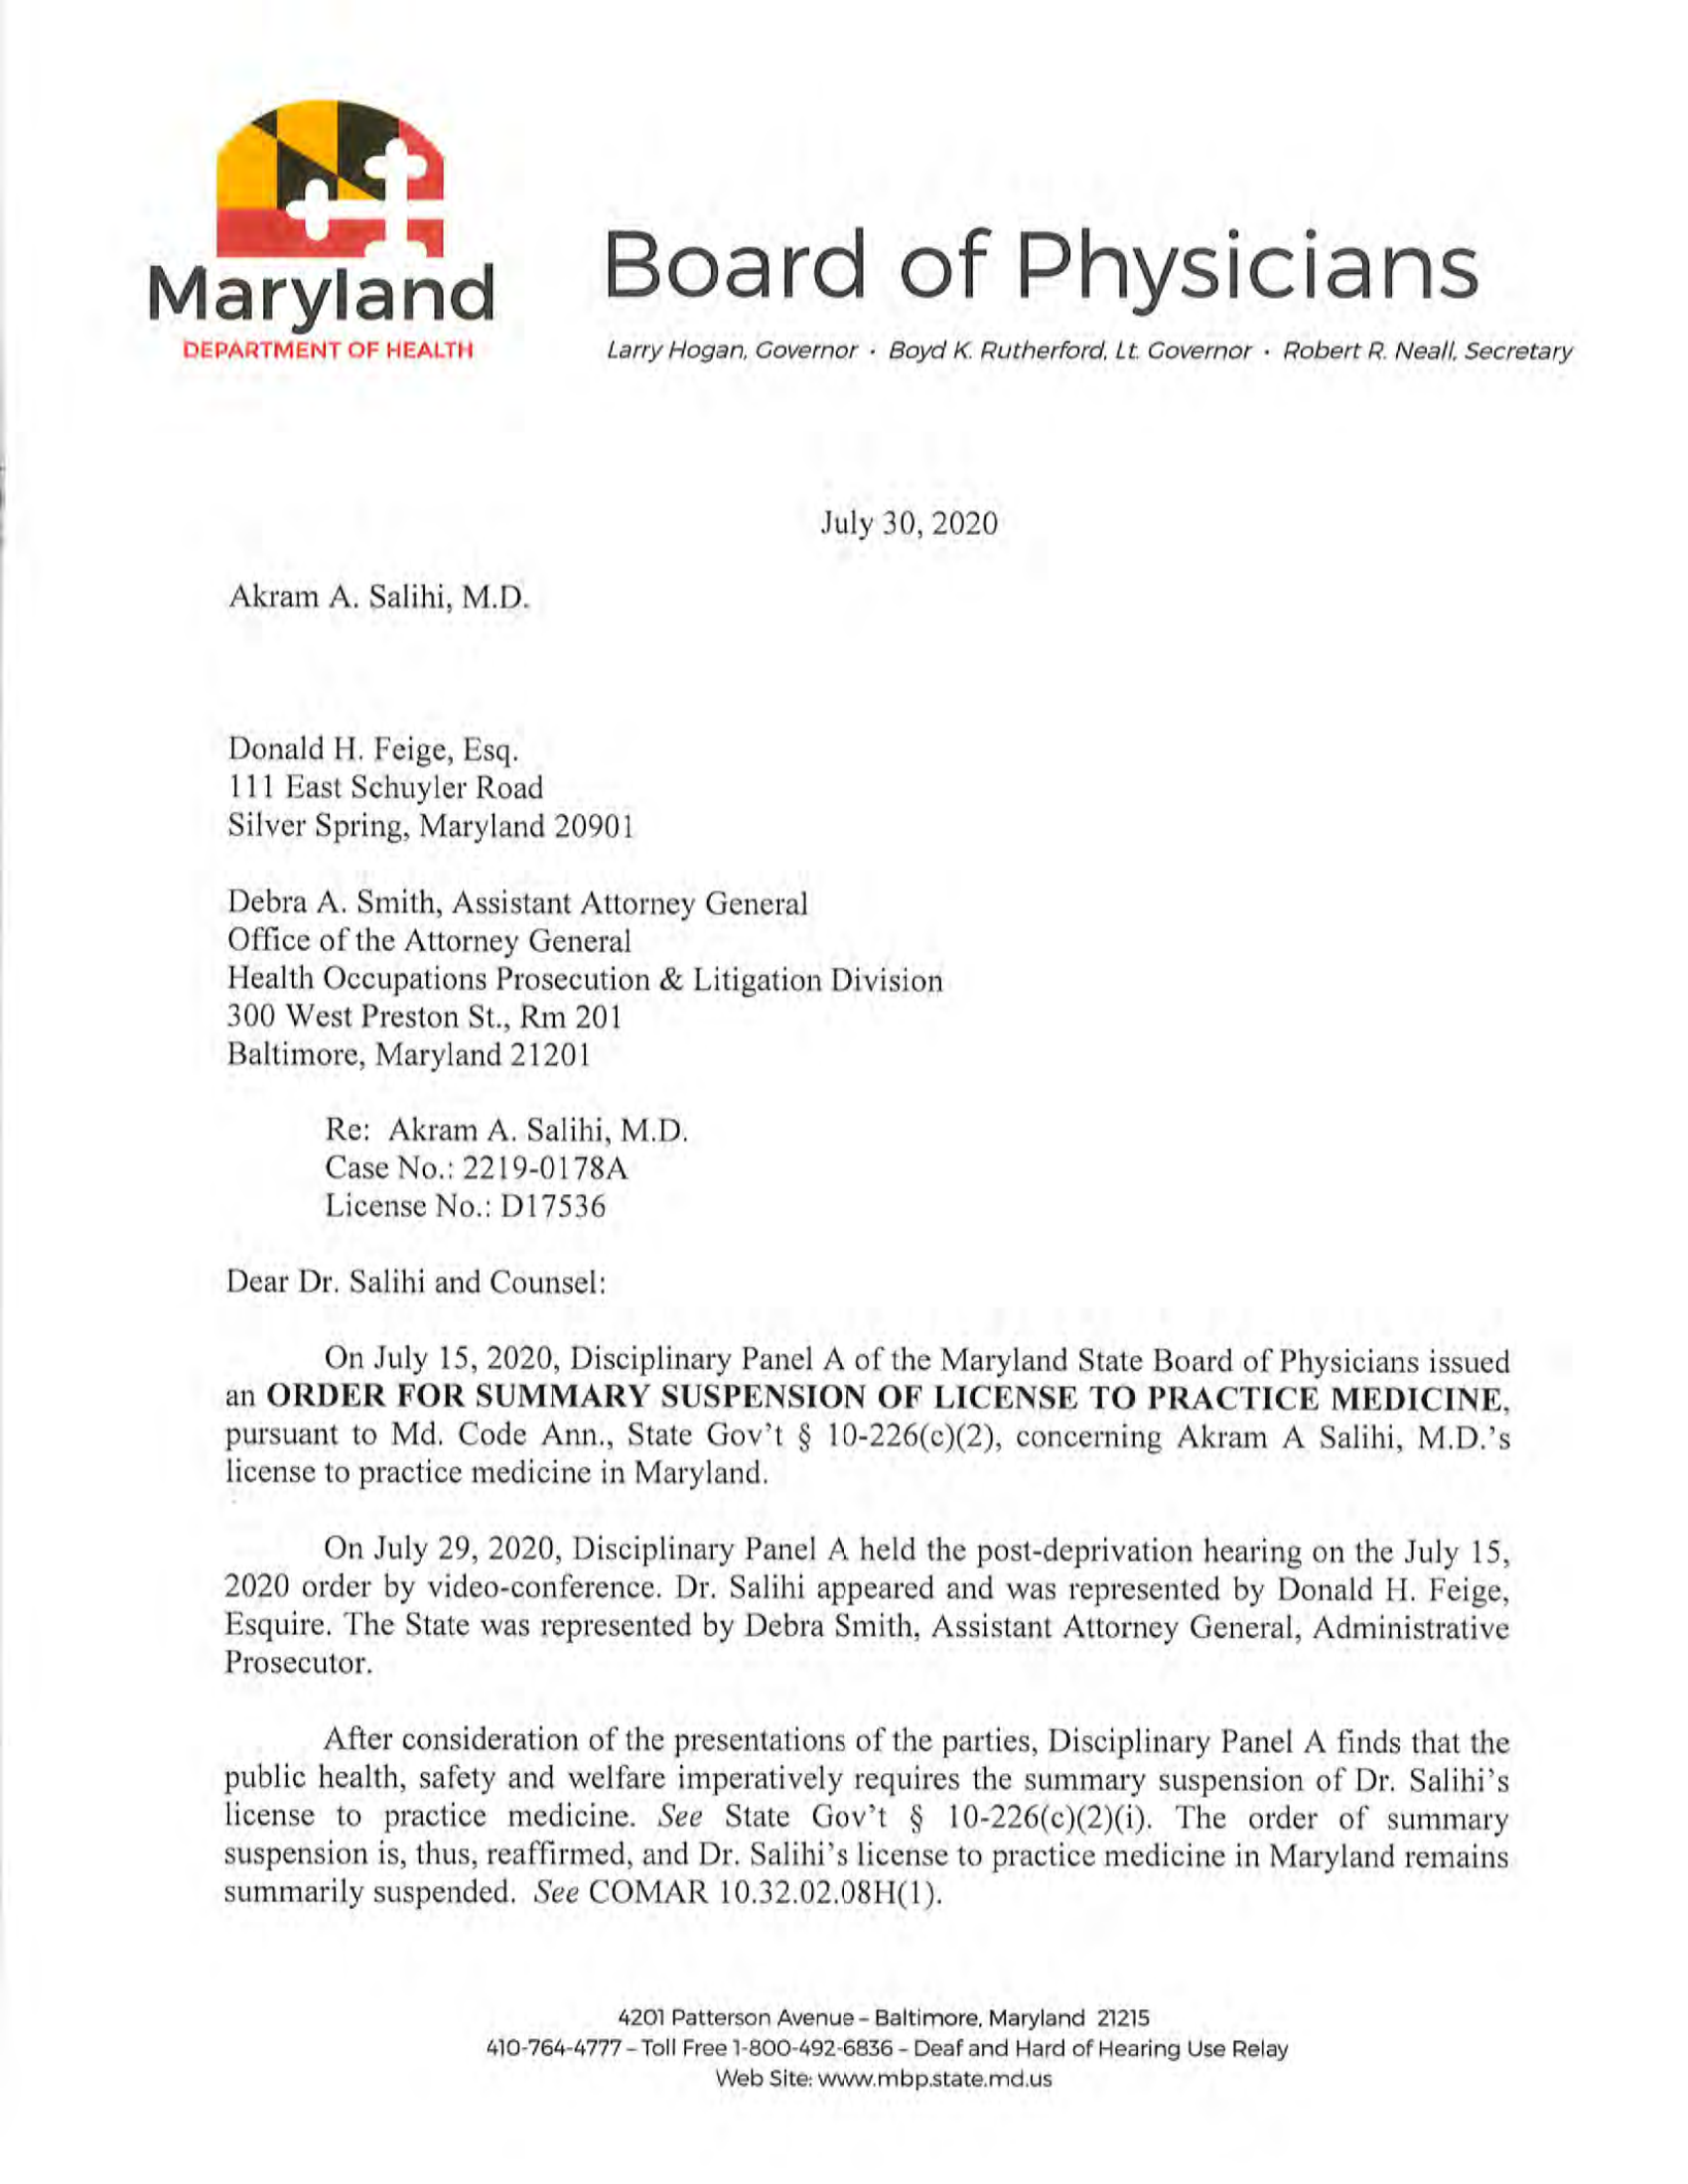 Maryland
DEPARTMENT OF HEALTH
Board of Physicians
Larry Hogan, Governor · Boyd K. Rutherford, Lt. Governor · Robert R. Neall, Secretary
July 30, 2020
Akram A. Salihi, M.D.
Donald H. Feige, Esq.
111 East Schuyler Road
Silver Spring, Maryland 20901
Debra A. Smith, Assistant Attorney General
Office of the Attorney General
Health Occupations Prosecution & Litigation Division
300 West Preston St., Rm 201
Baltimore, Maryland 21201
Re: Akram A. Salihi, M.D.
Case No.: 2219-0178A
License No.: D17536
Dear Dr. Salihi and Counsel:
On July 15, 2020, Disciplinary Panel A of the Maryland State Board of Physicians issued
an ORDER FOR SUMMARY SUSPENSION OF LICENSE TO PRACTICE MEDICINE,
pursuant to Md. Code Ann., State Gov't § 10-226(c)(2), concerning Akram A Salihi, M.D.'s
license to practice medicine in Maryland.
On July 29, 2020, Disciplinary Panel A held the post-deprivation hearing on the July 15,
2020 order by video-conference. Dr. Salihi appeared and was represented by Donald H. Feige,
Esquire. The State was represented by Debra Smith, Assistant Attorney General, Administrative
Prosecutor.
After consideration of the presentations of the parties, Disciplinary Panel A finds that the
public health, safety and welfare imperatively requires the summary suspension of Dr. Salihi's
license to practice medicine. See State Gov't § 10-226(c)(2)(i). The order of summary
suspension is, thus, reaffirmed, and Dr. Salihi's license to practice medicine in Maryland remains
summarily suspended. See COMAR 10.32.02.08H(1).
4201 Patterson Avenue – Baltimore, Maryland 21215
410-764-4777 – Toll Free 1-800-492-6836 – Deaf and Hard of Hearing Use Relay
Web Site: www.mbp.state.md.us